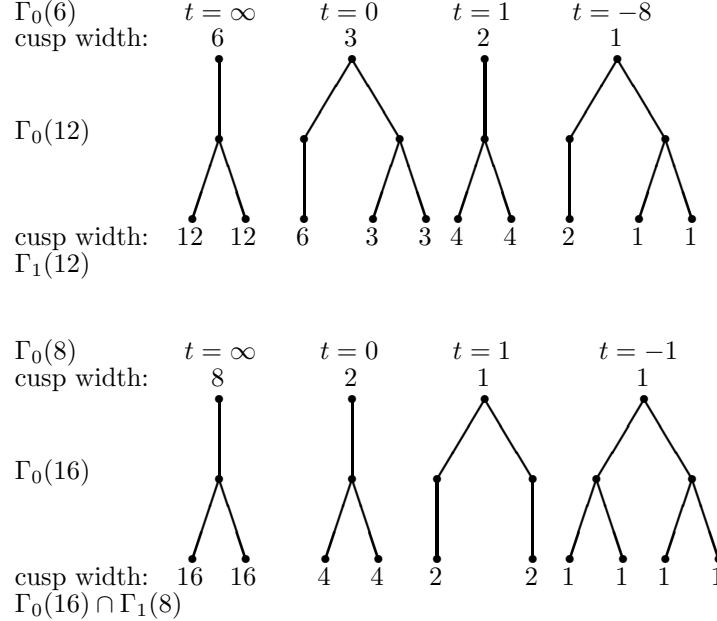 Γ₀(6) t = ∞ t = 0 t = 1 t = −8
cusp width: 6 3 2 1
Γ₀(12)
cusp width: 12 12 6 3 3 4 4 2 1 1
Γ₁(12)
Γ₀(8) t = ∞ t = 0 t = 1 t = −1
cusp width: 8 2 1 1
Γ₀(16)
cusp width: 16 16 4 4 2 2 1 1 1 1
Γ₀(16) ∩ Γ₁(8)